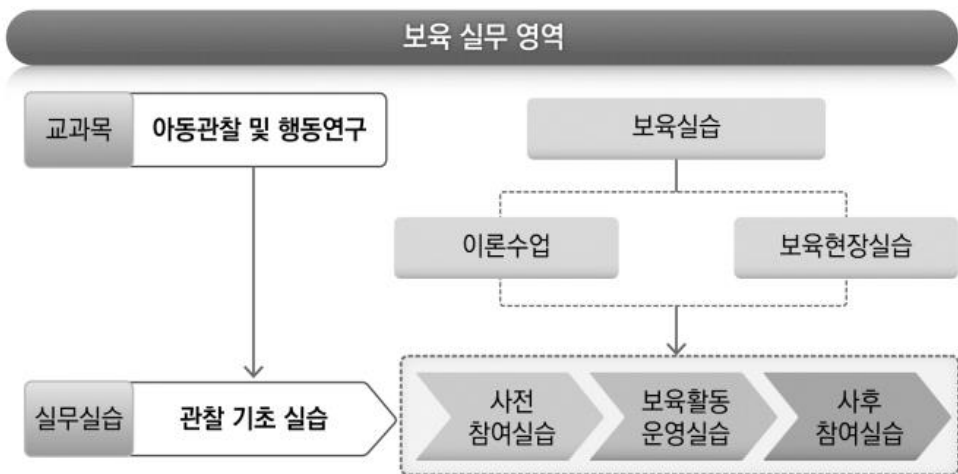 보육 실무 영역
교과목
아동관찰 및 행동연구
보육실습
이론수업
보육현장실습
실무실습
관찰 기초 실습
사전
참여실습
보육활동
운영실습
사후
참여실습